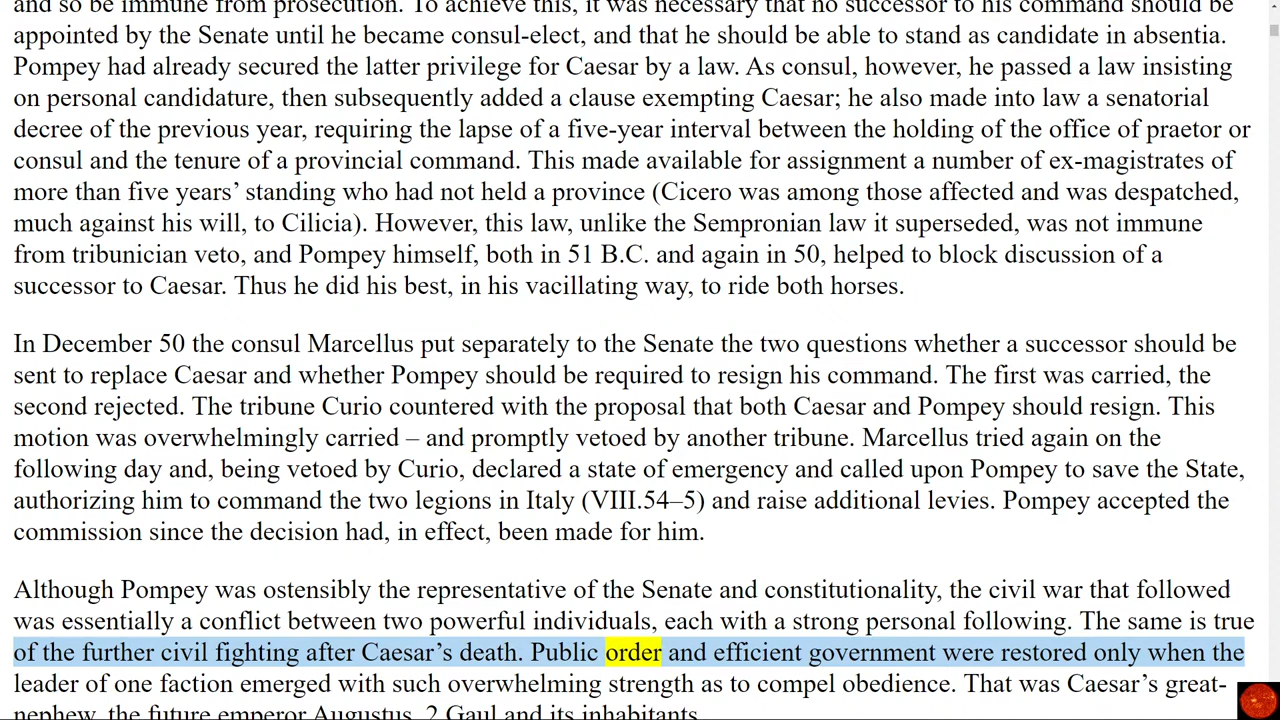 and so be immune from prosecution. To achieve this, it was necessary that no successor to his command should be
appointed by the Senate until he became consul-elect, and that he should be able to stand as candidate in absentia.
Pompey had already secured the latter privilege for Caesar by a law. As consul, however, he passed a law insisting
on personal candidature, then subsequently added a clause exempting Caesar; he also made into law a senatorial
decree of the previous year, requiring the lapse of a five-year interval between the holding of the office of praetor or
consul and the tenure of a provincial command. This made available for assignment a number of ex-magistrates of
more than five years’ standing who had not held a province (Cicero was among those affected and was despatched,
much against his will, to Cilicia). However, this law, unlike the Sempronian law it superseded, was not immune
from tribunician veto, and Pompey himself, both in 51 B.C. and again in 50, helped to block discussion of a
successor to Caesar. Thus he did his best, in his vacillating way, to ride both horses.
In December 50 the consul Marcellus put separately to the Senate the two questions whether a successor should be
sent to replace Caesar and whether Pompey should be required to resign his command. The first was carried, the
second rejected. The tribune Curio countered with the proposal that both Caesar and Pompey should resign. This
motion was overwhelmingly carried – and promptly vetoed by another tribune. Marcellus tried again on the
following day and, being vetoed by Curio, declared a state of emergency and called upon Pompey to save the State,
authorizing him to command the two legions in Italy (VIII.54–5) and raise additional levies. Pompey accepted the
commission since the decision had, in effect, been made for him.
Although Pompey was ostensibly the representative of the Senate and constitutionality, the civil war that followed
was essentially a conflict between two powerful individuals, each with a strong personal following. The same is true
of the further civil fighting after Caesar’s death. Public order and efficient government were restored only when the
leader of one faction emerged with such overwhelming strength as to compel obedience. That was Caesar’s great-
nephew, the future emperor Augustus. 2 Gaul and its inhabitants